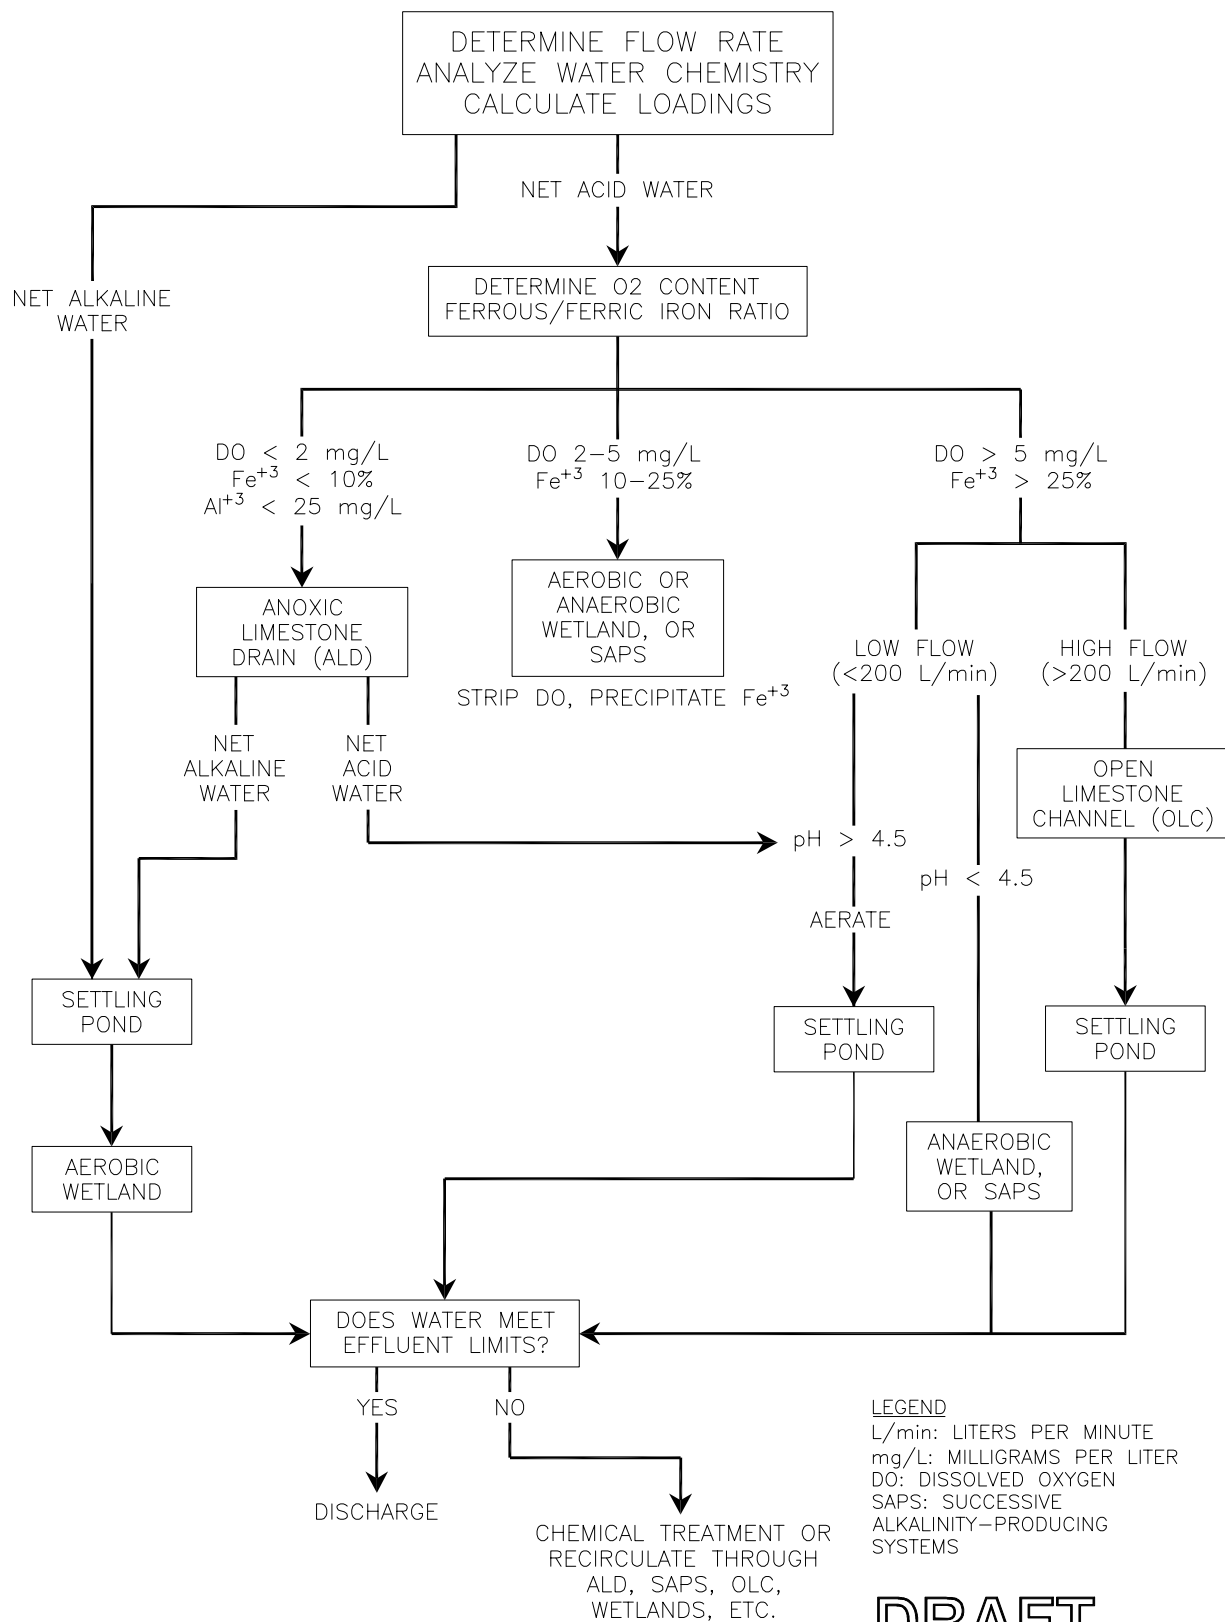 DETERMINE FLOW RATE
ANALYZE WATER CHEMISTRY
CALCULATE LOADINGS
NET ACID WATER
NET ALKALINE
WATER
DETERMINE O2 CONTENT
FERROUS/FERRIC IRON RATIO
DO < 2 mg/L
Fe+3 < 10%
Al+3 < 25 mg/L
DO 2-5 mg/L
Fe+3 10-25%
DO > 5 mg/L
Fe+3 > 25%
ANOXIC
LIMESTONE
DRAIN (ALD)
AEROBIC OR
ANAEROBIC
WETLAND, OR
SAPS
STRIP DO, PRECIPITATE Fe+3
LOW FLOW
(<200 L/min)
HIGH FLOW
(>200 L/min)
NET
ALKALINE
WATER
NET
ACID
WATER
OPEN
LIMESTONE
CHANNEL (OLC)
pH > 4.5
pH < 4.5
AERATE
SETTLING
POND
SETTLING
POND
SETTLING
POND
AEROBIC
WETLAND
ANAEROBIC
WETLAND,
OR SAPS
DOES WATER MEET
EFFLUENT LIMITS?
YES
NO
DISCHARGE
CHEMICAL TREATMENT OR
RECIRCULATE THROUGH
ALD, SAPS, OLC,
WETLANDS, ETC.
LEGEND
L/min: LITERS PER MINUTE
mg/L: MILLIGRAMS PER LITER
DO: DISSOLVED OXYGEN
SAPS: SUCCESSIVE
ALKALINITY-PRODUCING
SYSTEMS
DRAFT